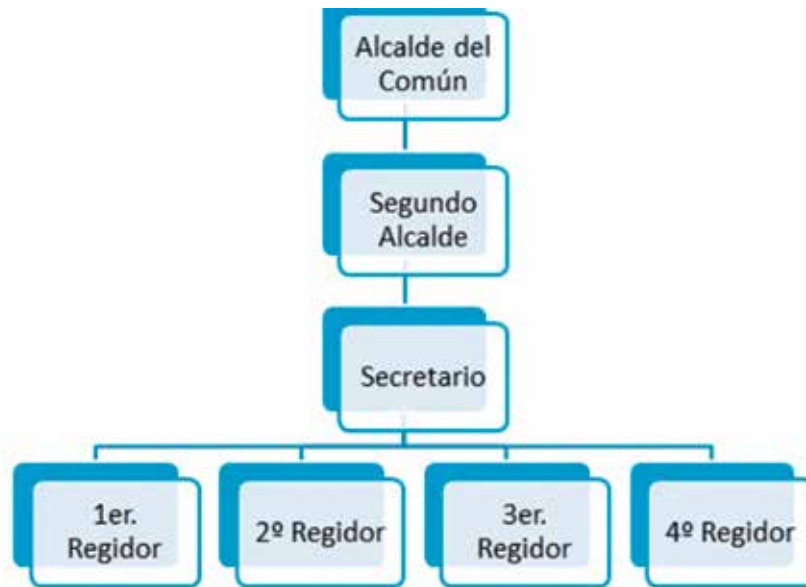 Alcalde del
Común
Segundo
Alcalde
Secretario
1er.
Regidor
2º Regidor
3er.
Regidor
4º Regidor